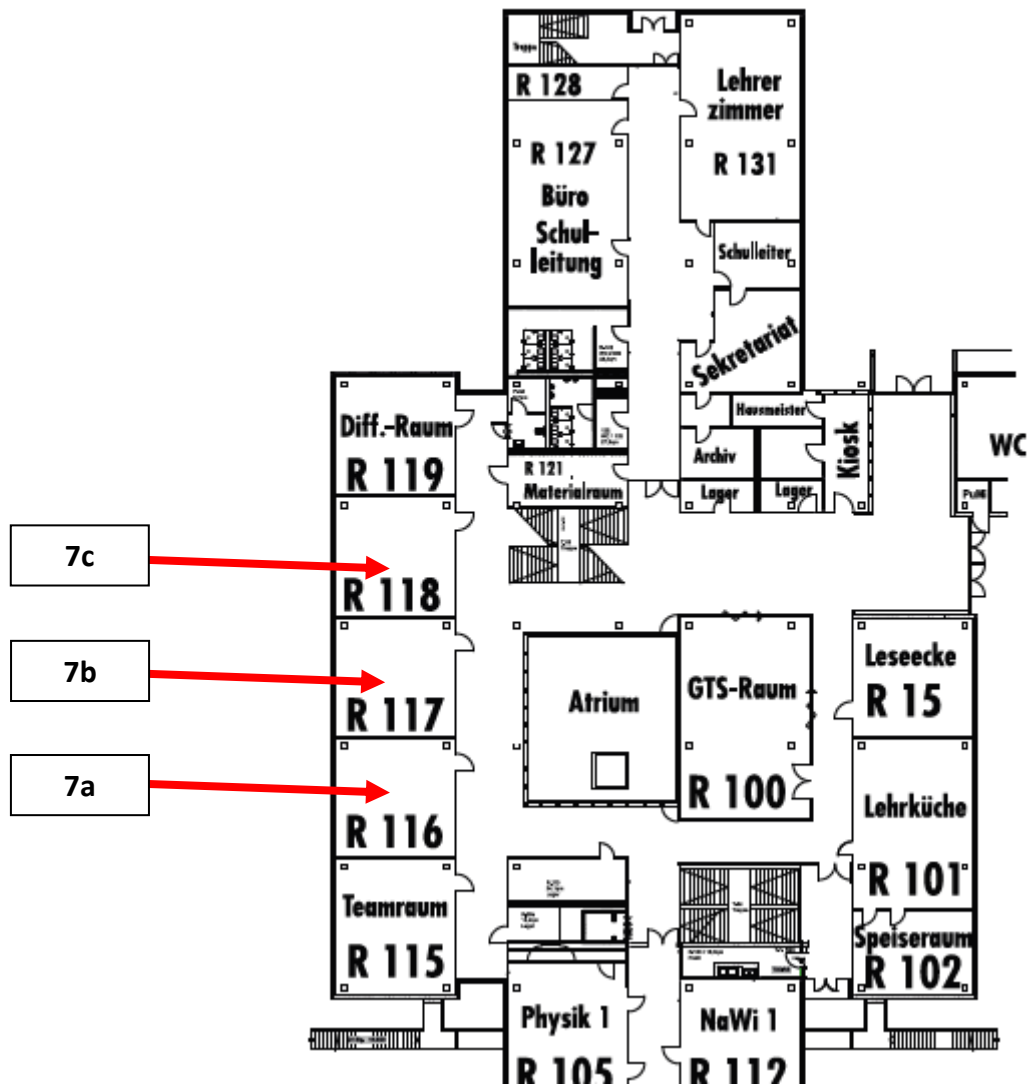 Treppe
R 128
Lehrer
zimmer
R 131
R 127
Büro
Schul-
leitung
Schulleiter
Sekretariat
Hausmeister
Kiosk
WC
Archiv
Lager
Lager
Diff.-Raum
R 119
R 121
Materialraum
7c
R 118
7b
R 117
7a
R 116
Teamraum
R 115
Atrium
GTS-Raum
R 100
Leseecke
R 15
Lehrküche
R 101
Speiseraum
R 102
Physik 1
R 105
NaWi 1
R 112